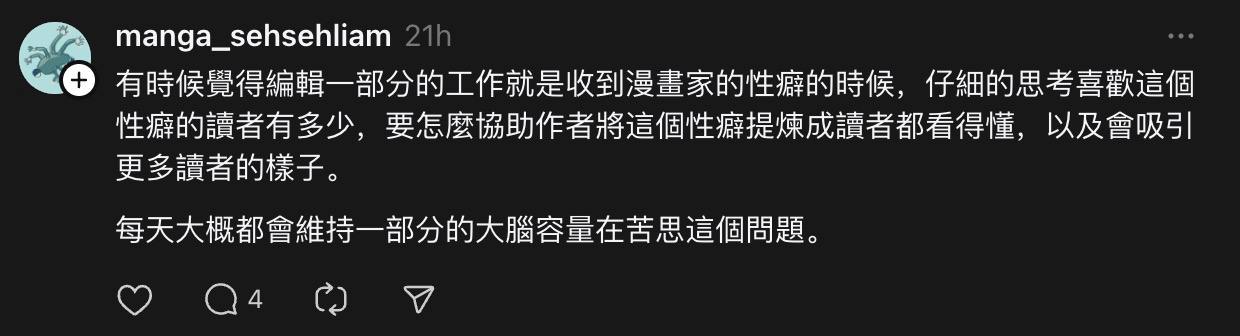 manga_sehsehliam 21h
有時候覺得編輯一部分的工作就是收到漫畫家的性癖的時候，仔細的思考喜歡這個
性癖的讀者有多少，要怎麼協助作者將這個性癖提煉成讀者都看得懂，以及會吸引
更多讀者的樣子。
每天大概都會維持一部分的大腦容量在苦思這個問題。
4